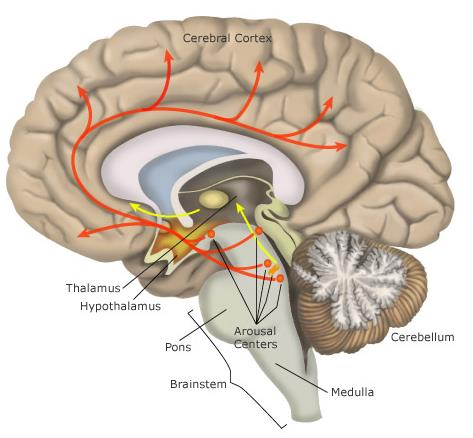 Cerebral Cortex
Thalamus
Hypothalamus
Arousal
Centers
Pons
Cerebellum
Brainstem
Medulla